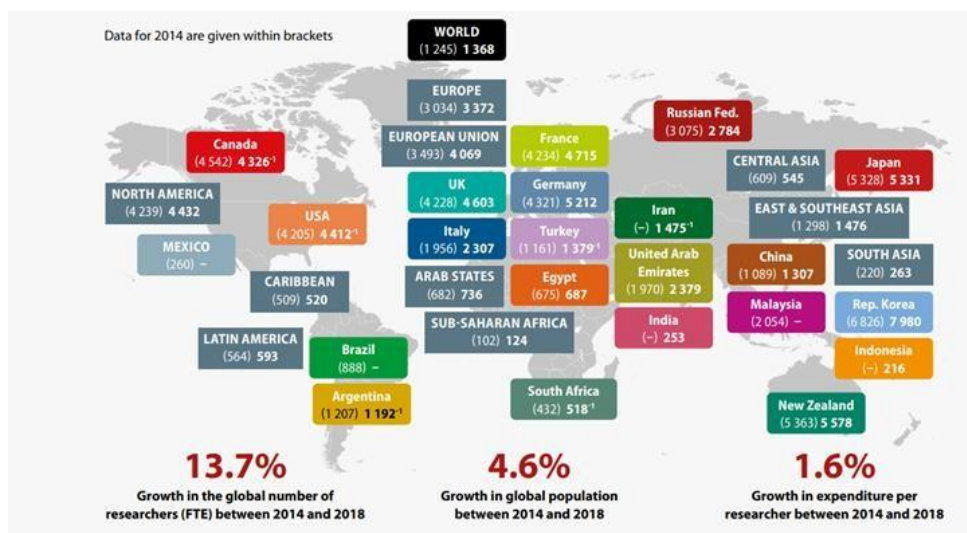 Data for 2014 are given within brackets
WORLD
(1 245) 1 368
EUROPE
(3 034) 3 372
Russian Fed.
(3 075) 2 784
Canada
(4 542) 4 326⁻¹
EUROPEAN UNION
(3 493) 4 069
France
(4 234) 4 715
CENTRAL ASIA
(609) 545
Japan
(5 328) 5 331
NORTH AMERICA
(4 239) 4 432
USA
(4 205) 4 412⁻¹
UK
(4 228) 4 603
Germany
(4 321) 5 212
Iran
(–) 1 475⁻¹
EAST & SOUTHEAST ASIA
(1 298) 1 476
MEXICO
(260) –
Italy
(1 956) 2 307
Turkey
(1 161) 1 379⁻¹
United Arab
Emirates
(1 970) 2 379
China
(1 089) 1 307
SOUTH ASIA
(220) 263
CARIBBEAN
(509) 520
ARAB STATES
(682) 736
Egypt
(675) 687
Malaysia
(2 054) –
Rep. Korea
(6 826) 7 980
LATIN AMERICA
(564) 593
SUB-SAHARAN AFRICA
(102) 124
India
(–) 253
Brazil
(888) –
Indonesia
(–) 216
Argentina
(1 207) 1 192⁻¹
South Africa
(432) 518⁻¹
New Zealand
(5 363) 5 578
13.7%
Growth in the global number of
researchers (FTE) between 2014 and 2018
4.6%
Growth in global population
between 2014 and 2018
1.6%
Growth in expenditure per
researcher between 2014 and 2018